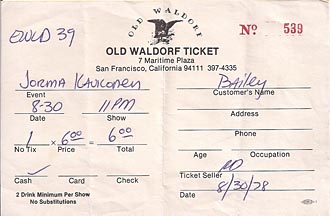 EWLD 39
OLD WALDORF
No 539
OLD WALDORF TICKET
7 Maritime Plaza
San Francisco, California 94111 397-4335
Jorma Kaukonen
Event
Bailey
Customer's Name
8-30 11PM
Date Show
Address
Phone
1 x 6.00 = 6.00
No Tix Price Total
Age Occupation
Cash Card Check
Ticket Seller
2 Drink Minimum Per Show
No Substitutions
8/30/78
Date